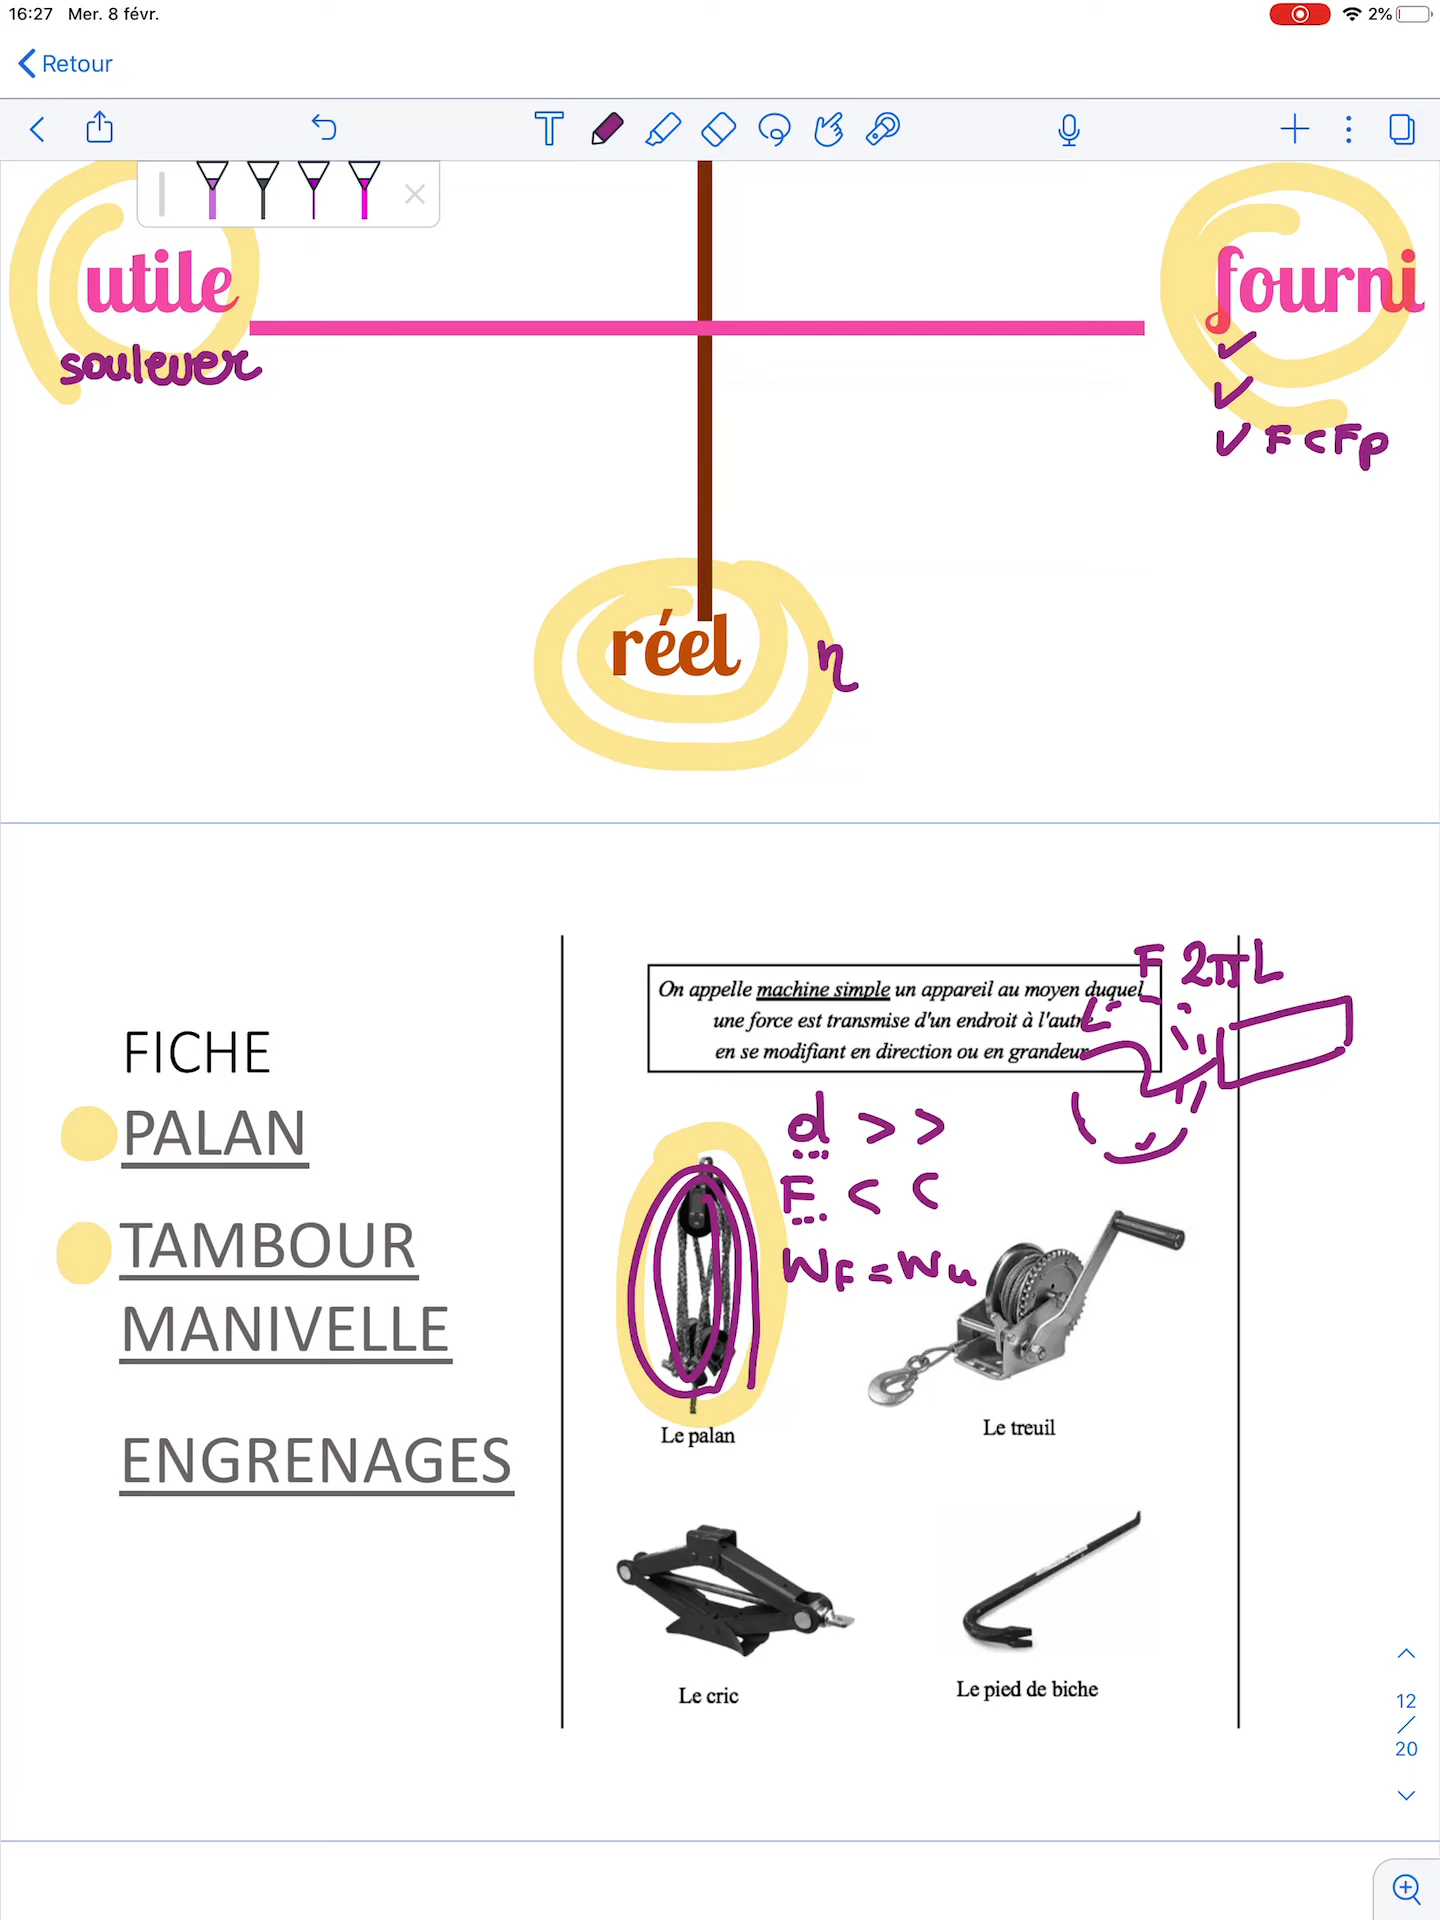 16:27 Mer. 8 févr.
2%
Retour
utile
fourni
soulever
F < Fp
réel
η
F 2πL
On appelle machine simple un appareil au moyen duquel
une force est transmise d'un endroit à l'autre
en se modifiant en direction ou en grandeur
FICHE
PALAN
TAMBOUR
MANIVELLE
ENGRENAGES
d > >
F < <
WF = Wu
Le palan
Le treuil
Le cric
Le pied de biche
12
/
20